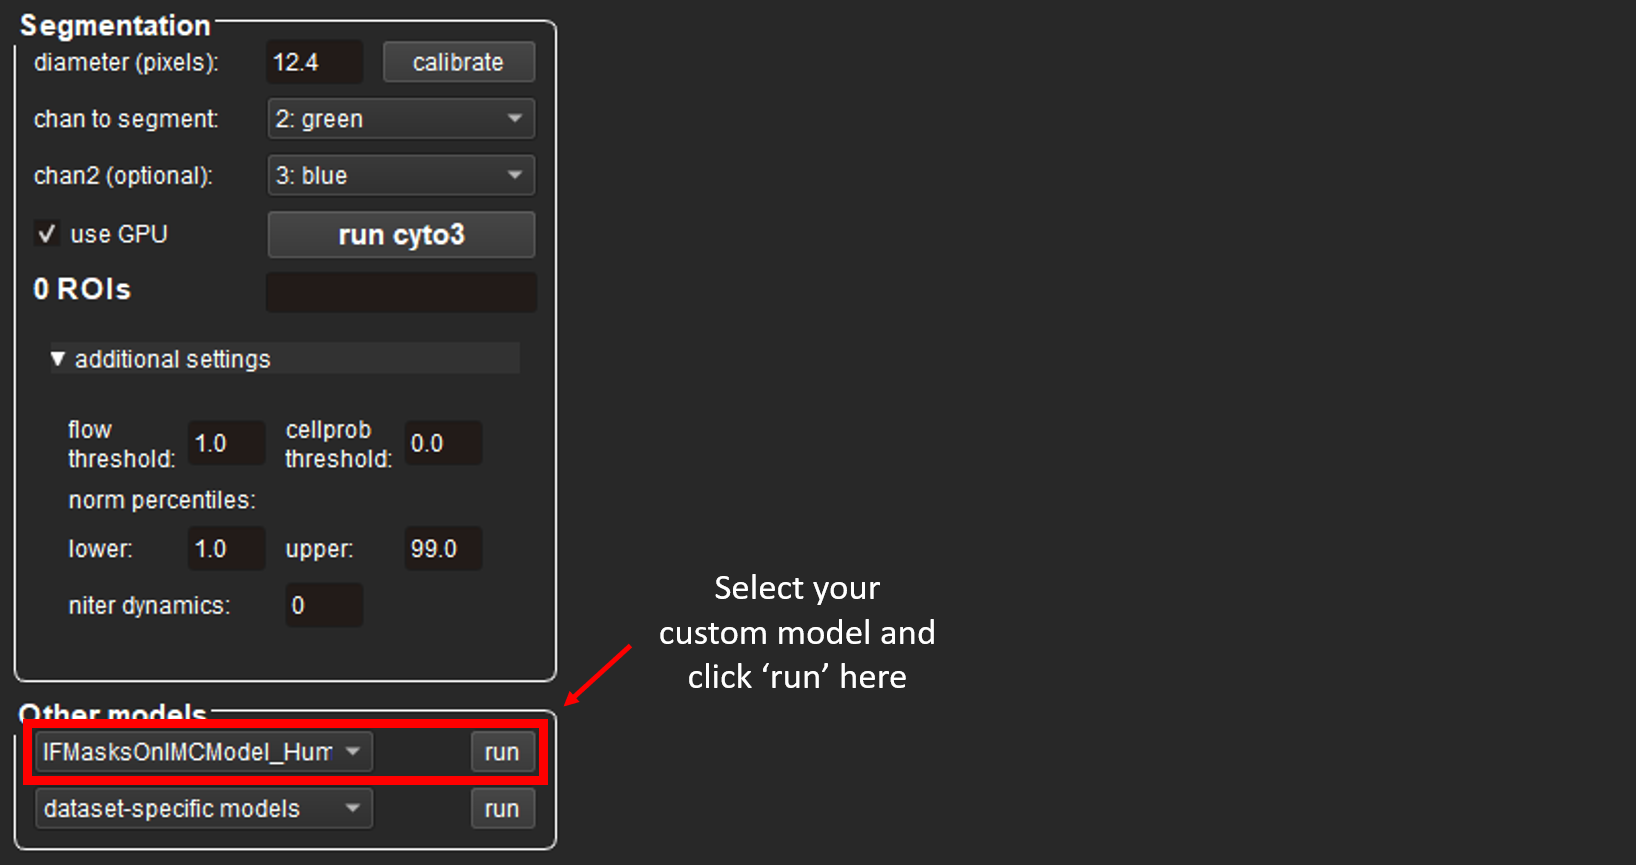 Segmentation
diameter (pixels): 12.4 calibrate
chan to segment: 2: green
chan2 (optional): 3: blue
use GPU run cyto3
0 ROIs
additional settings
flow threshold: 1.0 cellprob threshold: 0.0
norm percentiles:
lower: 1.0 upper: 99.0
niter dynamics: 0
Select your
custom model and
click ‘run’ here
Other models
IFMasksOnIMCModel_Hum run
dataset-specific models run